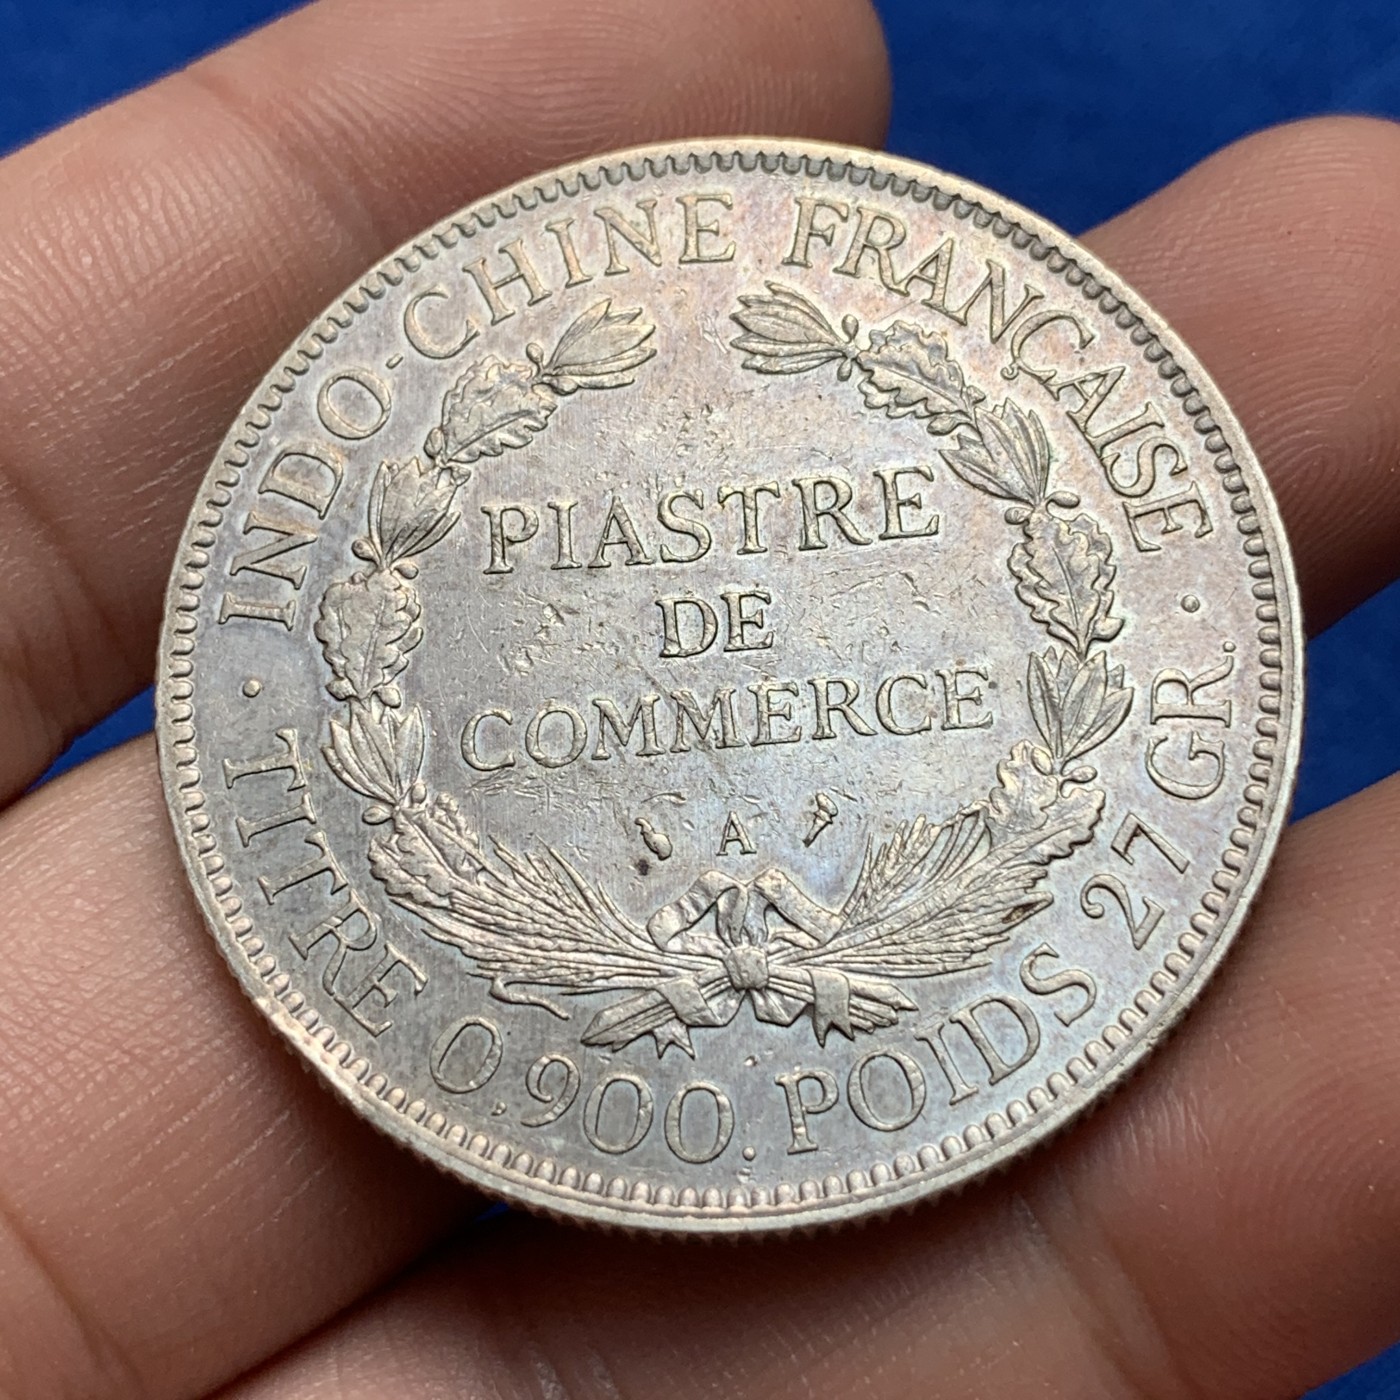 INDO-CHINE FRANÇAISE
PIASTRE
DE
COMMERCE
A
TITRE 0,900. POIDS 27 GR.